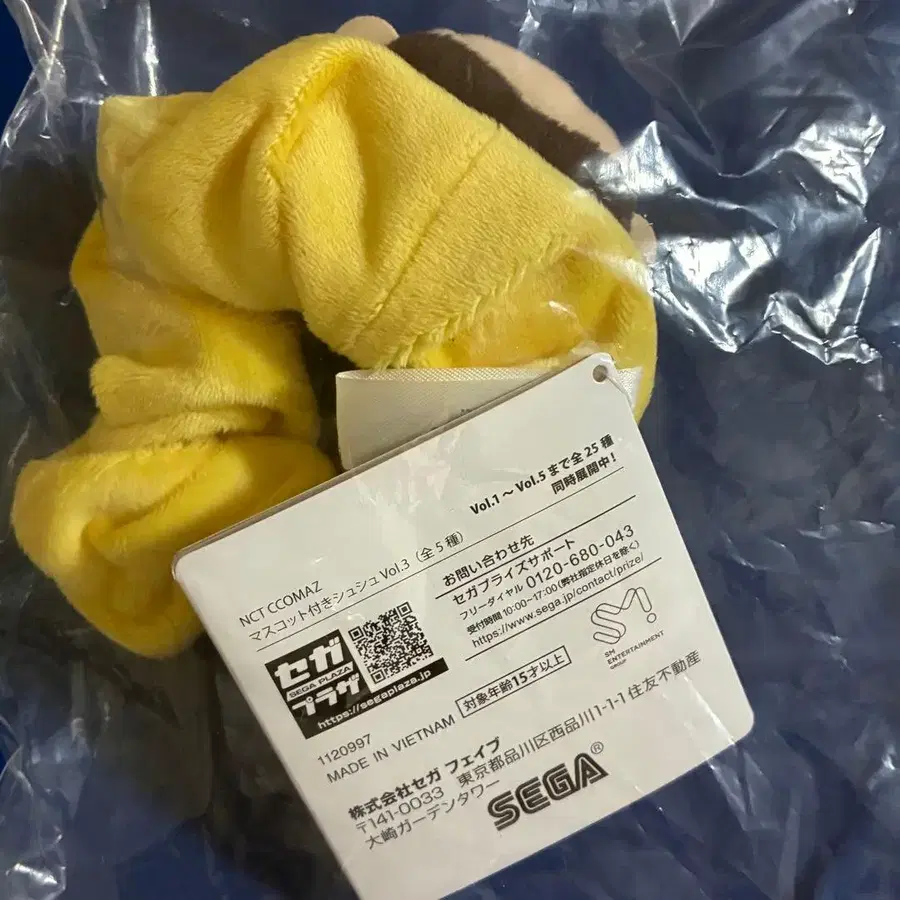 Vol.1 ～ Vol.5 まで全 25 種
同時展開中！
NCT CCOMAZ
マスコット付きシュシュ Vol.3（全 5 種）
セガ
SEGA PLAZA
プラザ
https://segaplaza.jp
お問い合わせ先
セガプライズサポート
フリーダイヤル 0120-680-043
受付時間 10:00～17:00（弊社指定休日を除く）
https://www.sega.jp/contact/prize/
SM!
SM
ENTERTAINMENT
GROUP
1120997
MADE IN VIETNAM
対象年齢15才以上
株式会社セガ フェイブ
〒141-0033 東京都品川区西品川1-1-1 住友不動産
大崎ガーデンタワー
SEGA®